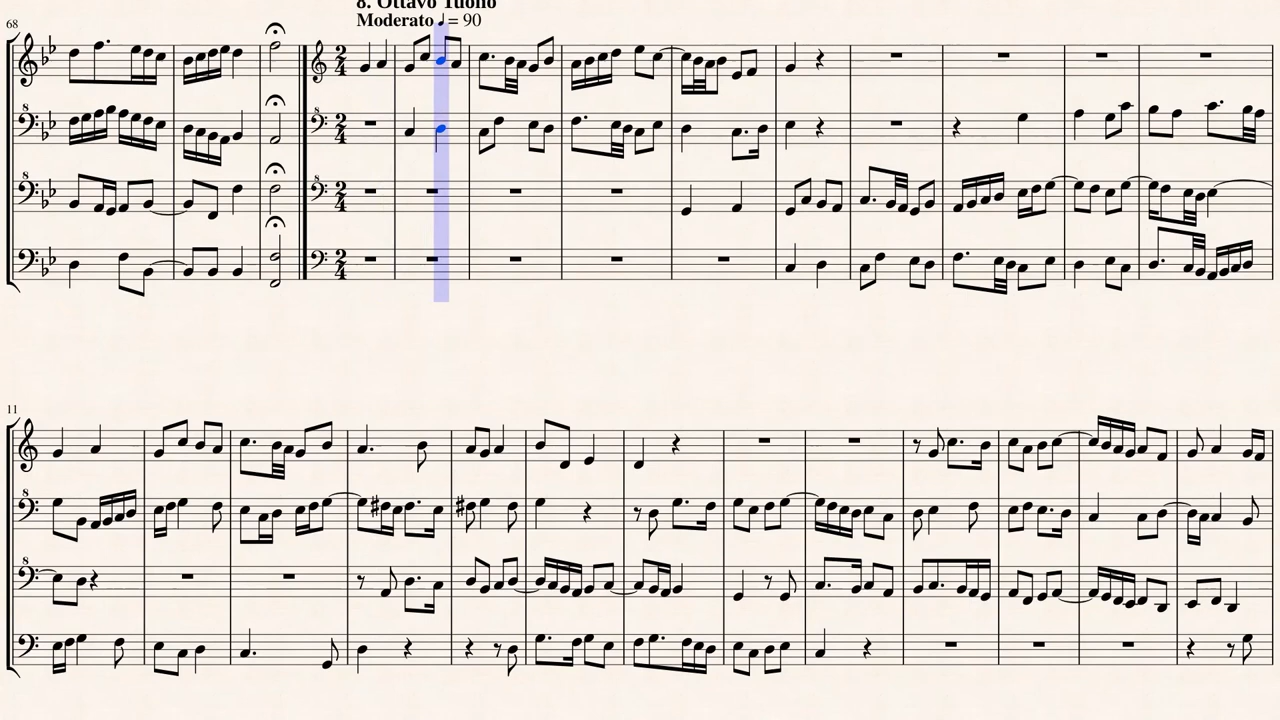 8. Ottavo Tuono
68
Moderato ♩ = 90
11